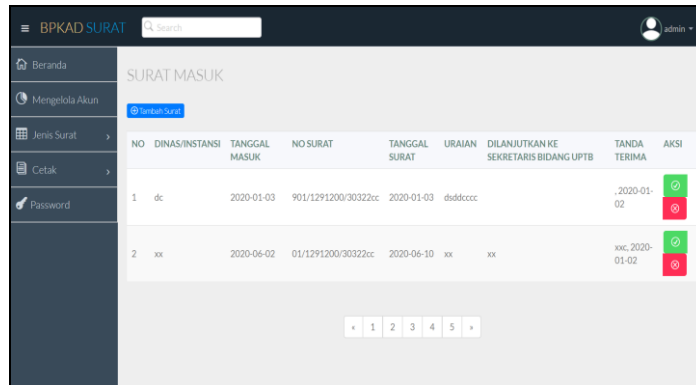 ≡ BPKAD SURAT Search admin
Beranda
Mengelola Akun
Jenis Surat >
Cetak >
Password
SURAT MASUK
Tambah Surat
NO DINAS/INSTANSI TANGGAL MASUK NO SURAT TANGGAL SURAT URAIAN DILANJUTKAN KE SEKRETARIS BIDANG UPTB TANDA TERIMA AKSI
1 dc 2020-01-03 901/1291200/30322cc 2020-01-03 dsddcccc , 2020-01-02
2 xx 2020-06-02 01/1291200/30322cc 2020-06-10 xx xx xxc, 2020-01-02
« 1 2 3 4 5 »